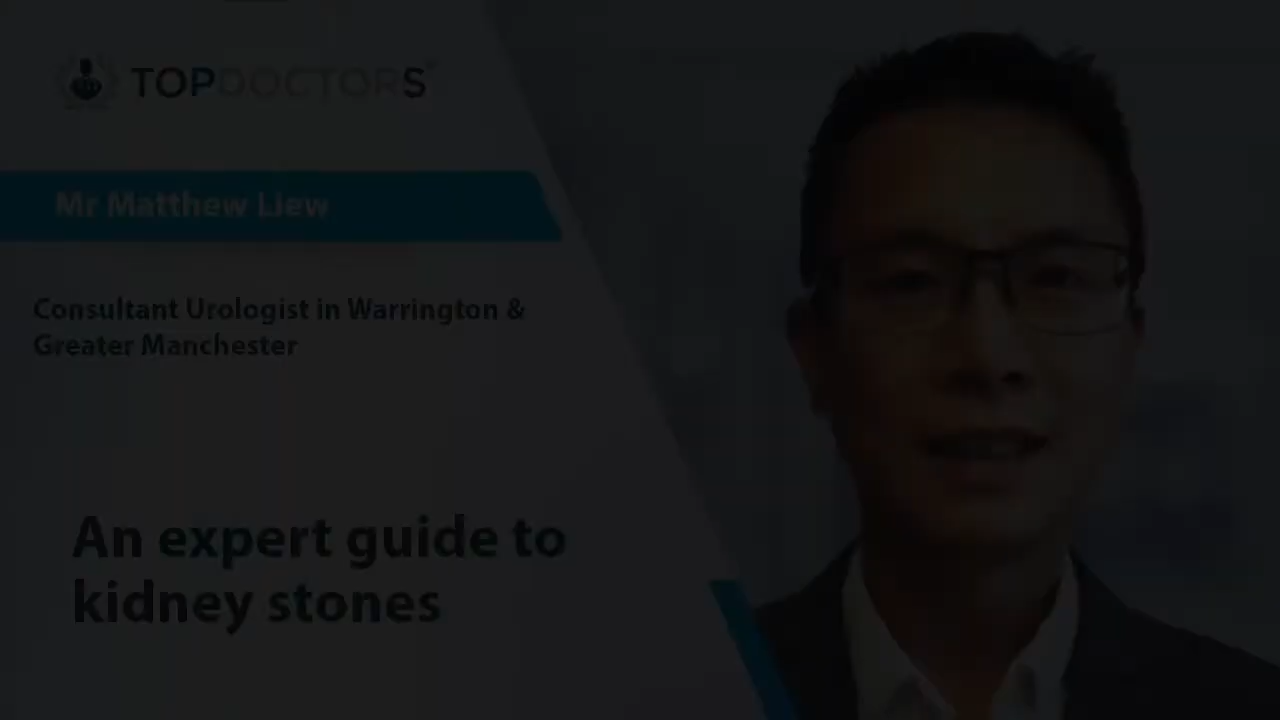 TOPDOCTORS
Mr Matthew Liew
Consultant Urologist in Warrington &
Greater Manchester
An expert guide to
kidney stones